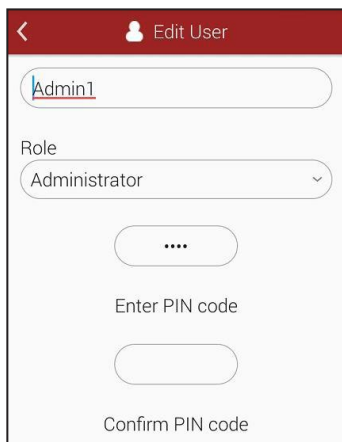 Edit User
Admin1
Role
Administrator
••••
Enter PIN code
Confirm PIN code